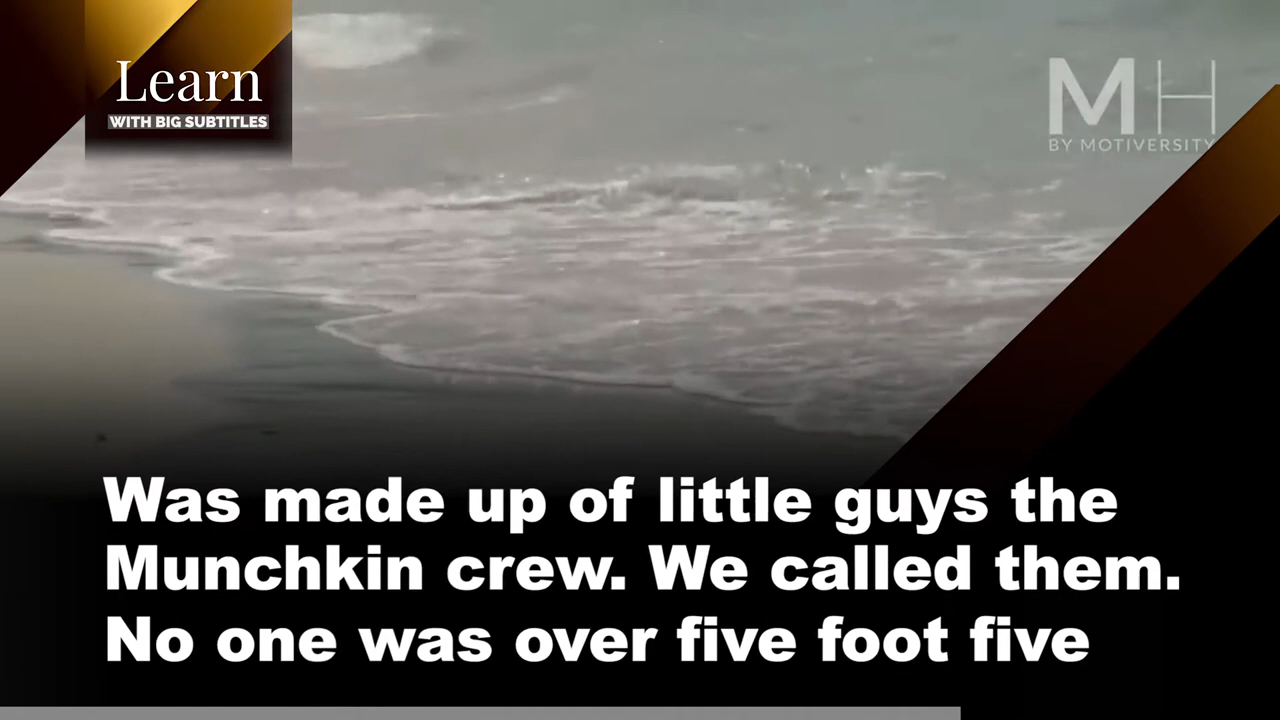 Learn
WITH BIG SUBTITLES
MH
BY MOTIVERSITY
Was made up of little guys the
Munchkin crew. We called them.
No one was over five foot five